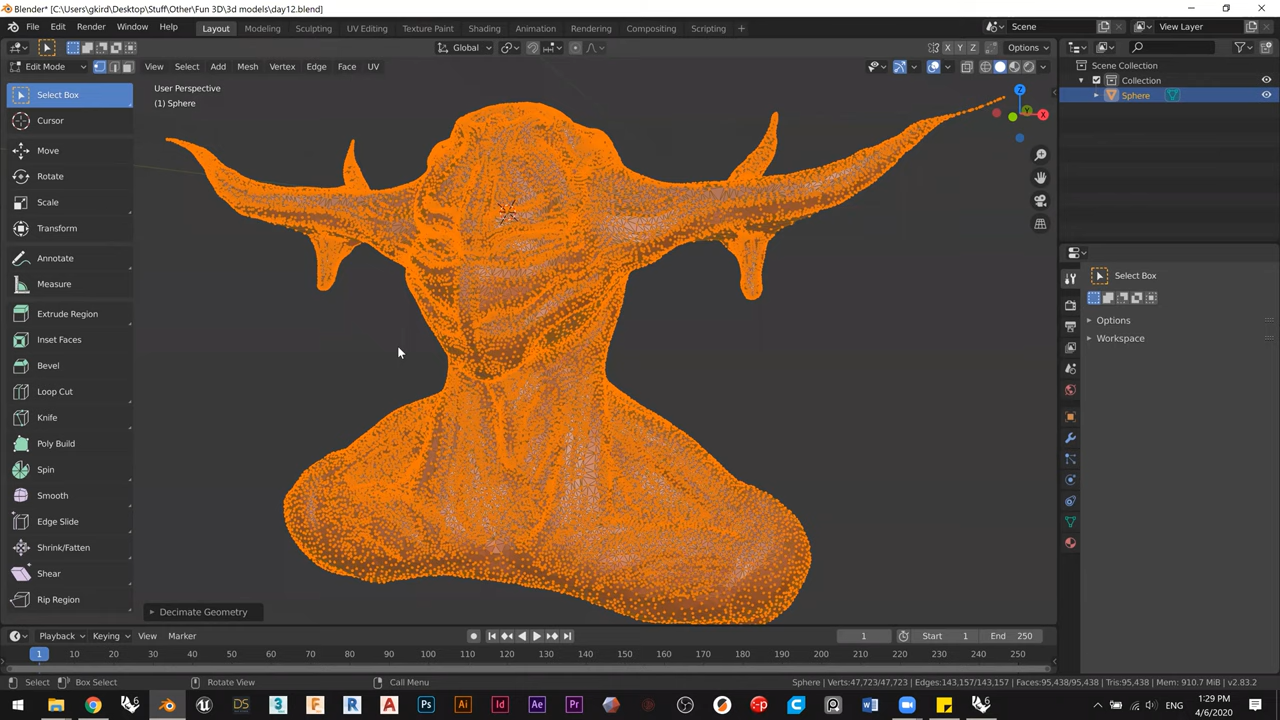 Blender* [C:\Users\gkird\Desktop\Stuff\Other\Fun 3D\3d models\day12.blend]
File Edit Render Window Help Layout Modeling Sculpting UV Editing Texture Paint Shading Animation Rendering Compositing Scripting + Scene View Layer
Global Options
Edit Mode View Select Add Mesh Vertex Edge Face UV
Scene Collection
Collection
Sphere
User Perspective
(1) Sphere
X Y Z
Z
Y
X
Select Box
Cursor
Move
Rotate
Scale
Transform
Annotate
Measure
Extrude Region
Inset Faces
Bevel
Loop Cut
Knife
Poly Build
Spin
Smooth
Edge Slide
Shrink/Fatten
Shear
Rip Region
Decimate Geometry
Select Box
Options
Workspace
Playback Keying View Marker 1 Start 1 End 250
1 10 20 30 40 50 60 70 80 90 100 110 120 130 140 150 160 170 180 190 200 210 220 230 240 250
Select Box Select Rotate View Call Menu Sphere | Verts:47,723/47,723 | Edges:143,157/143,157 | Faces:95,438/95,438 | Tris:95,438 | Mem: 910.7 MiB | v2.83.2
DS 3 F R A Ps Ai Id Ae Pr
1:29 PM
4/6/2020